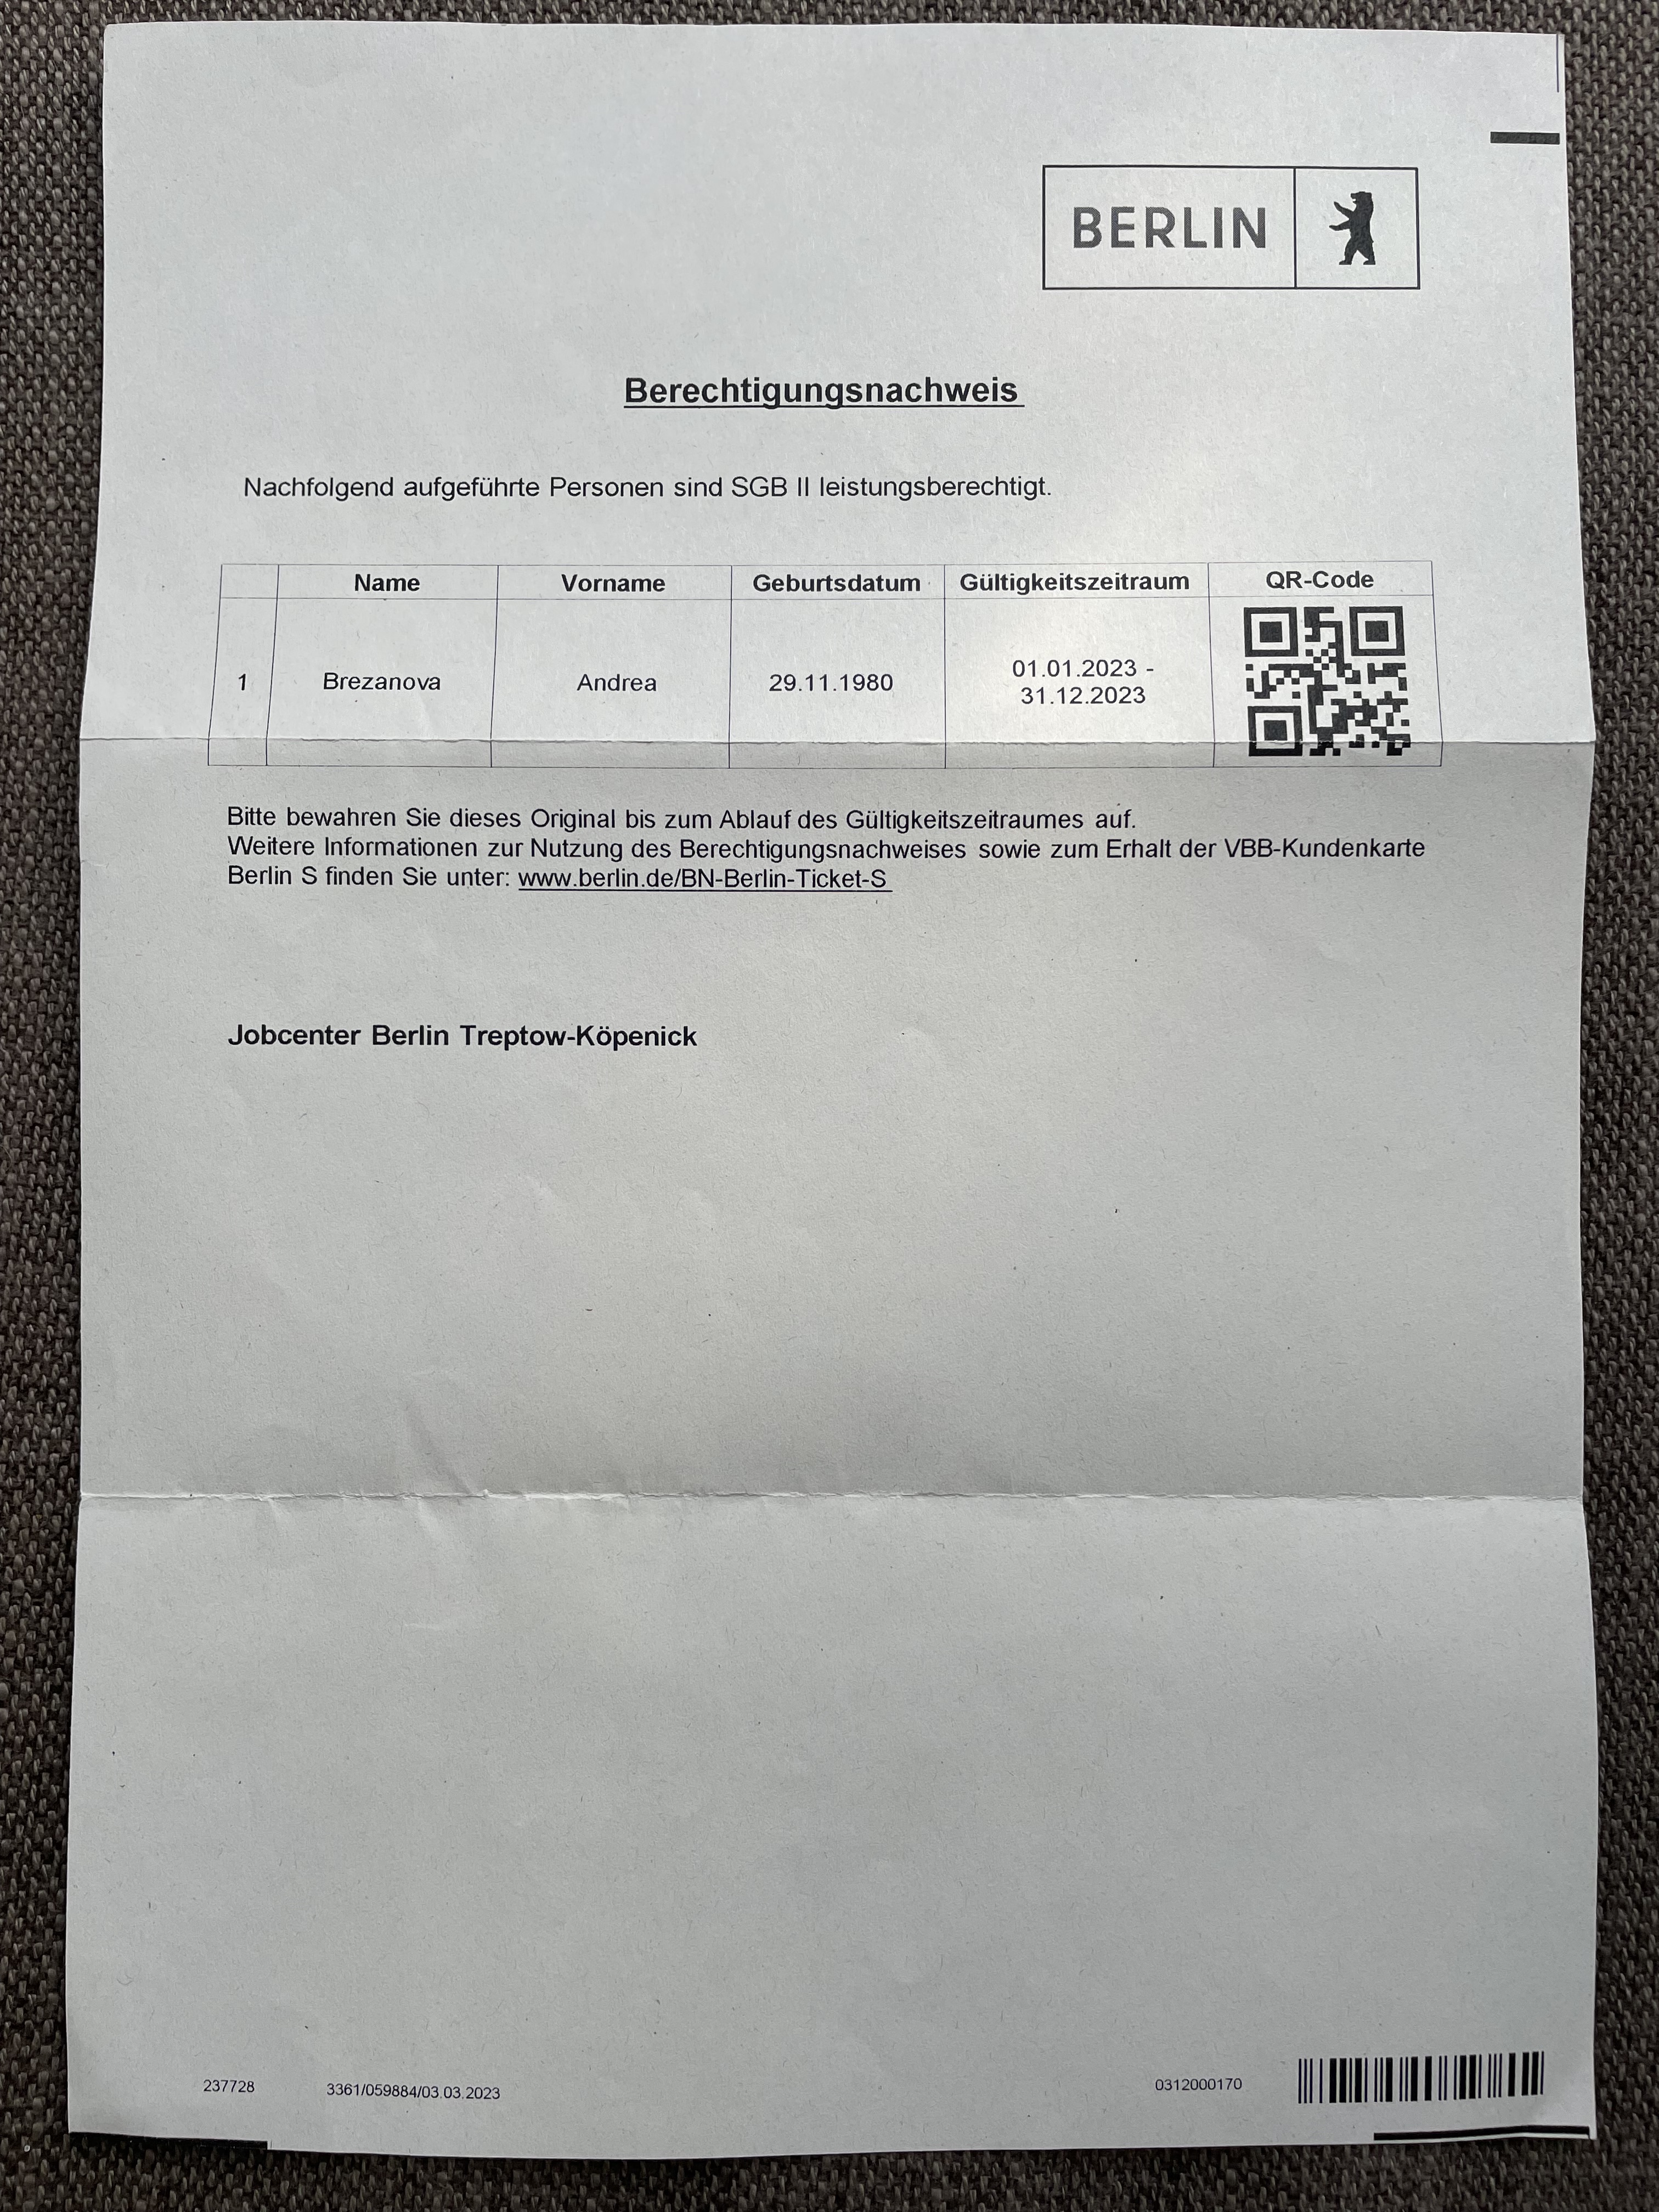 BERLIN
Berechtigungsnachweis
Nachfolgend aufgeführte Personen sind SGB II leistungsberechtigt.
Name Vorname Geburtsdatum Gültigkeitszeitraum QR-Code
1 Brezanova Andrea 29.11.1980 01.01.2023 -
31.12.2023
Bitte bewahren Sie dieses Original bis zum Ablauf des Gültigkeitszeitraumes auf.
Weitere Informationen zur Nutzung des Berechtigungsnachweises sowie zum Erhalt der VBB-Kundenkarte
Berlin S finden Sie unter: www.berlin.de/BN-Berlin-Ticket-S
Jobcenter Berlin Treptow-Köpenick
237728 3361/059884/03.03.2023 0312000170